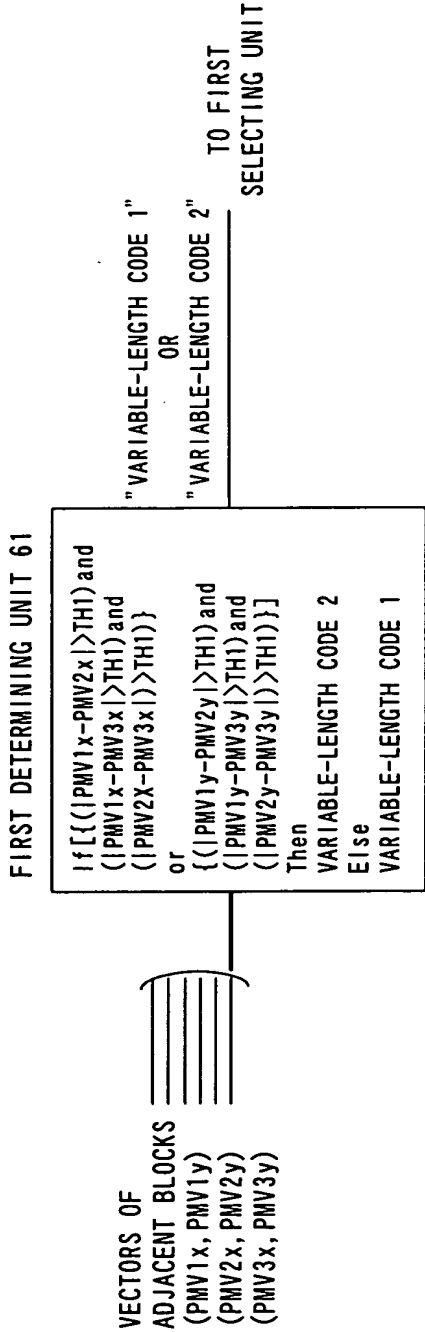 FIRST DETERMINING UNIT 61
VECTORS OF
ADJACENT BLOCKS
(PMV1x, PMV1y)
(PMV2x, PMV2y)
(PMV3x, PMV3y)
If[{(|PMV1x-PMV2x|>TH1)and
(|PMV1x-PMV3x|>TH1)and
(|PMV2X-PMV3x|)>TH1)}
or
{(|PMV1y-PMV2y|>TH1)and
(|PMV1y-PMV3y|>TH1)and
(|PMV2y-PMV3y|)>TH1)}]
Then
VARIABLE-LENGTH CODE 2
Else
VARIABLE-LENGTH CODE 1
"VARIABLE-LENGTH CODE 1"
OR
"VARIABLE-LENGTH CODE 2"
TO FIRST
SELECTING UNIT